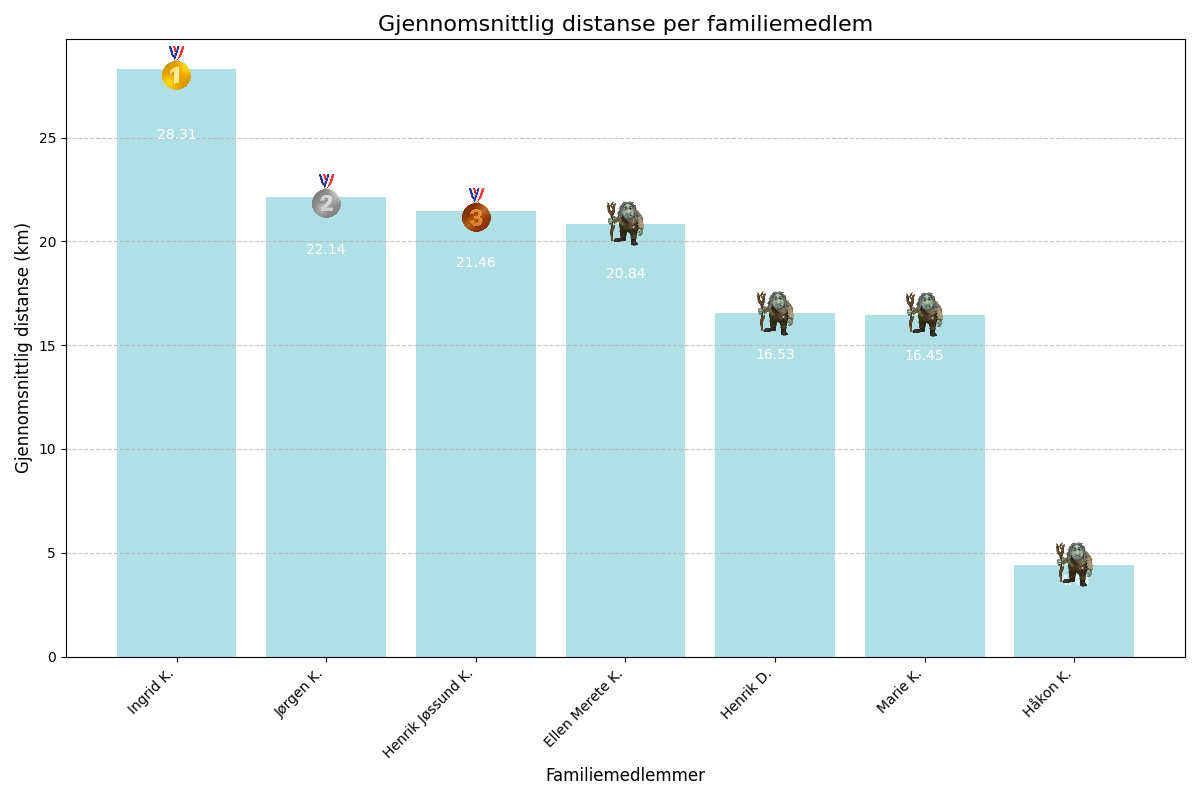 Gjennomsnittlig distanse per familiemedlem
Gjennomsnittlig distanse (km)
25
20
15
10
5
0
1
2
3
28.31
22.14
21.46
20.84
16.53
16.45
Ingrid K.
Jørgen K.
Henrik Jøssund K.
Ellen Merete K.
Henrik D.
Marie K.
Håkon K.
Familiemedlemmer